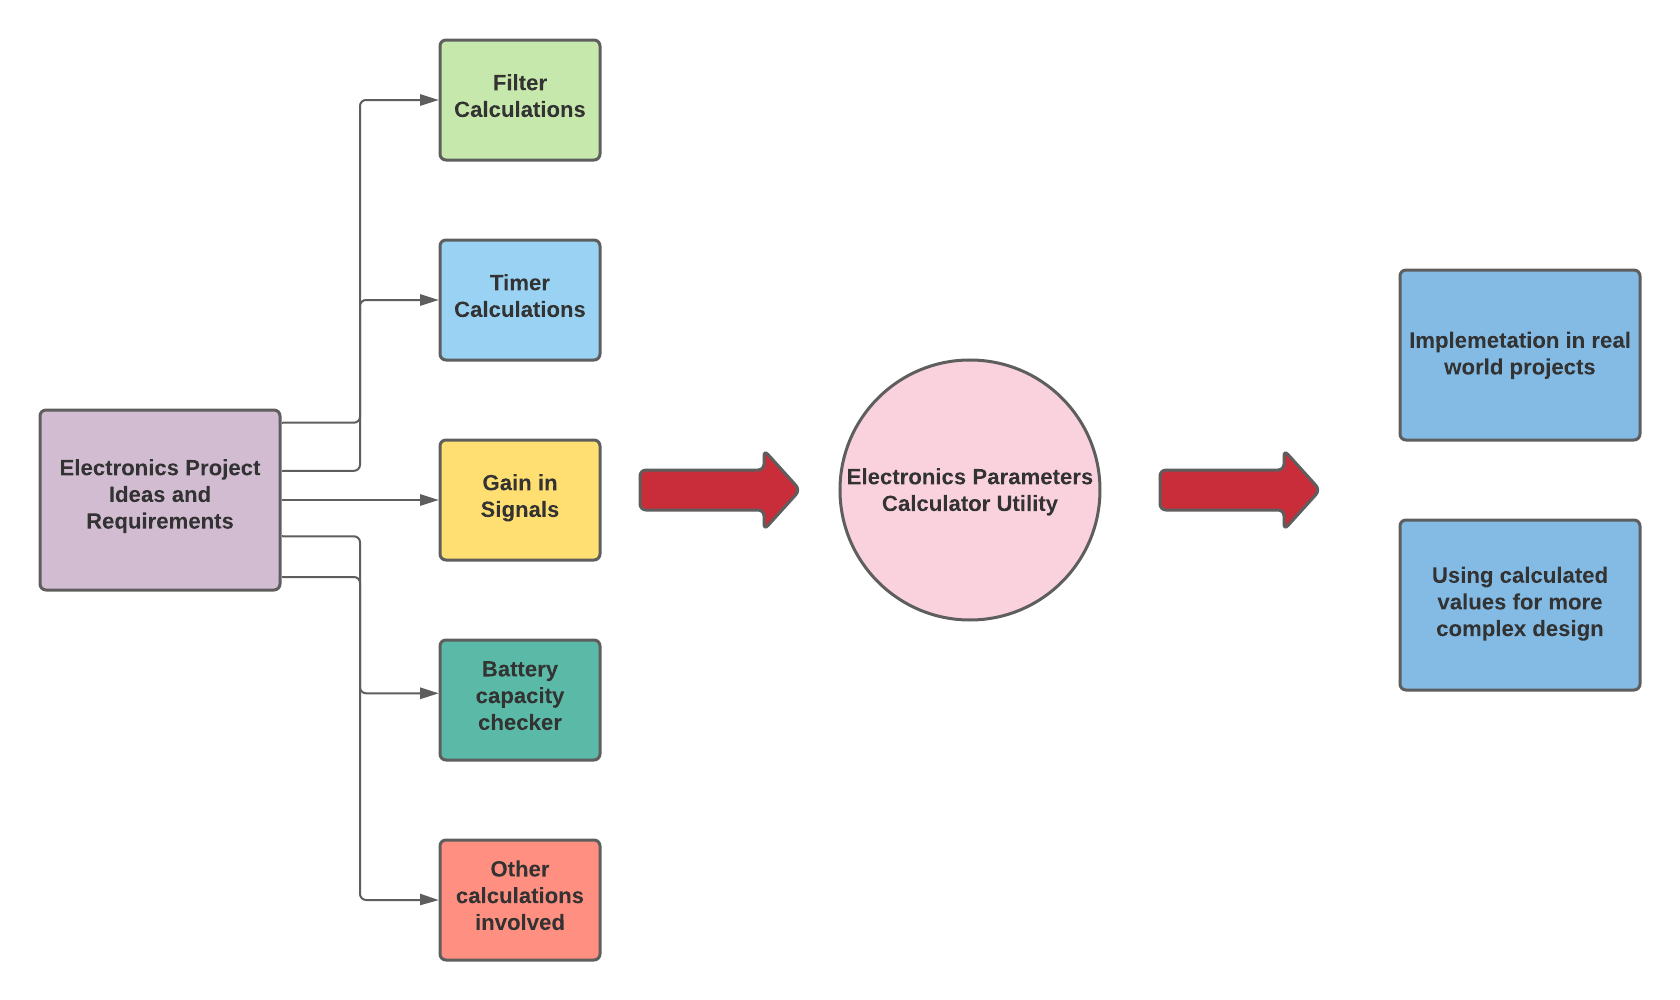 Filter
Calculations
Timer
Calculations
Electronics Project
Ideas and
Requirements
Gain in
Signals
Battery
capacity
checker
Other
calculations
involved
Electronics Parameters
Calculator Utility
Implemetation in real
world projects
Using calculated
values for more
complex design